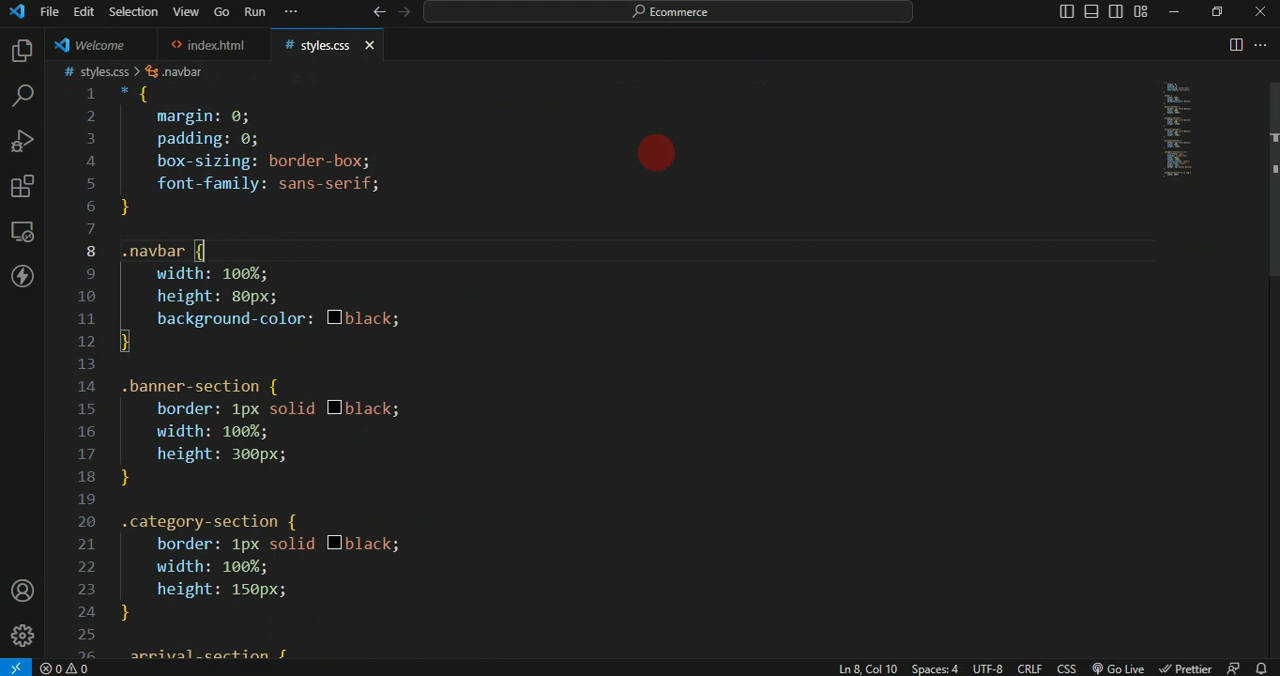 File Edit Selection View Go Run ··· Ecommerce
Welcome index.html # styles.css
# styles.css > .navbar
1 * {
2 margin: 0;
3 padding: 0;
4 box-sizing: border-box;
5 font-family: sans-serif;
6 }
7
8 .navbar {
9 width: 100%;
10 height: 80px;
11 background-color: black;
12 }
13
14 .banner-section {
15 border: 1px solid black;
16 width: 100%;
17 height: 300px;
18 }
19
20 .category-section {
21 border: 1px solid black;
22 width: 100%;
23 height: 150px;
24 }
25
26 .arrival-section {
0 0 Ln 8, Col 10 Spaces: 4 UTF-8 CRLF CSS Go Live Prettier